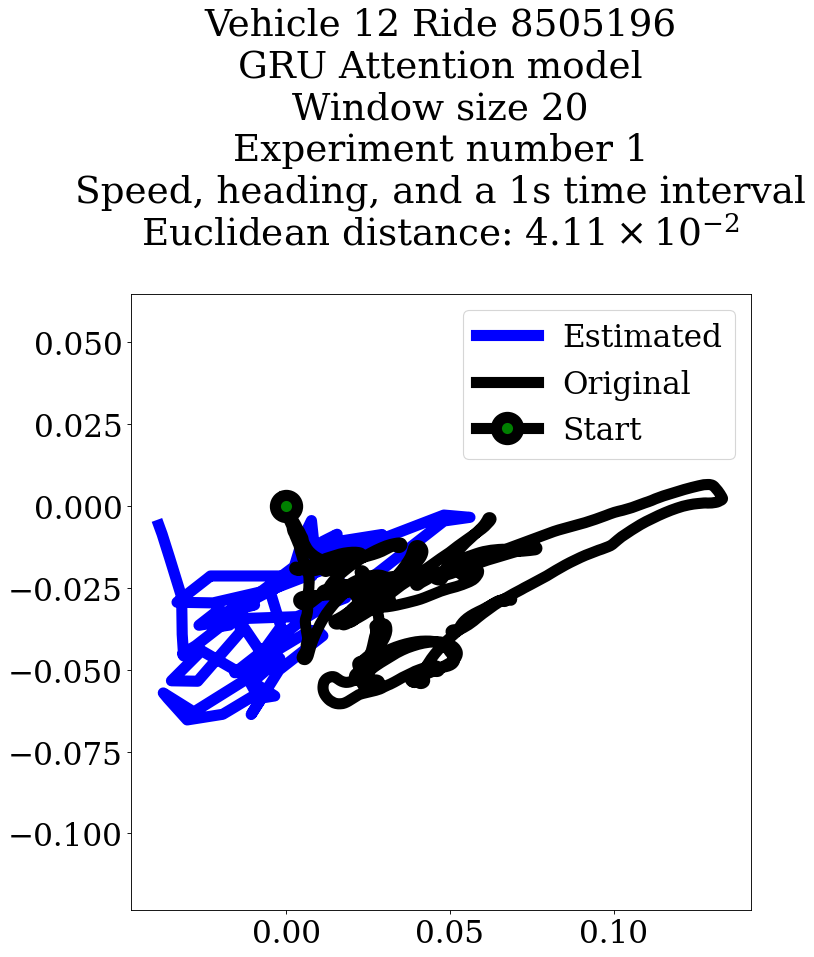 Vehicle 12 Ride 8505196
GRU Attention model
Window size 20
Experiment number 1
Speed, heading, and a 1s time interval
Euclidean distance: 4.11 × 10⁻²
Estimated
Original
Start
0.050
0.025
0.000
−0.025
−0.050
−0.075
−0.100
0.00 0.05 0.10